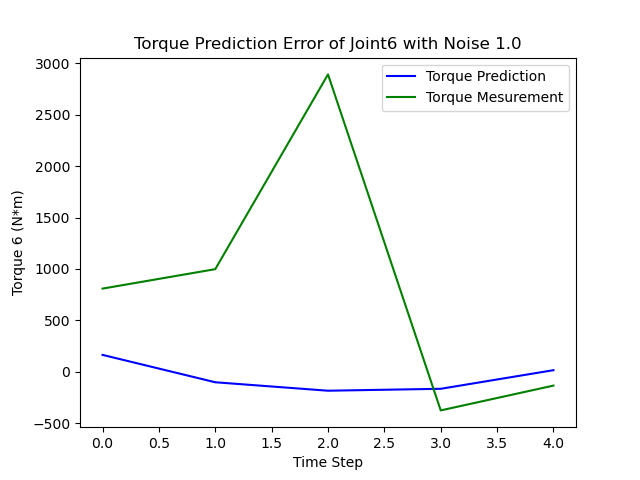 Torque Prediction Error of Joint6 with Noise 1.0
Torque Prediction
Torque Mesurement
Torque 6 (N*m)
3000
2500
2000
1500
1000
500
0
−500
0.0 0.5 1.0 1.5 2.0 2.5 3.0 3.5 4.0
Time Step